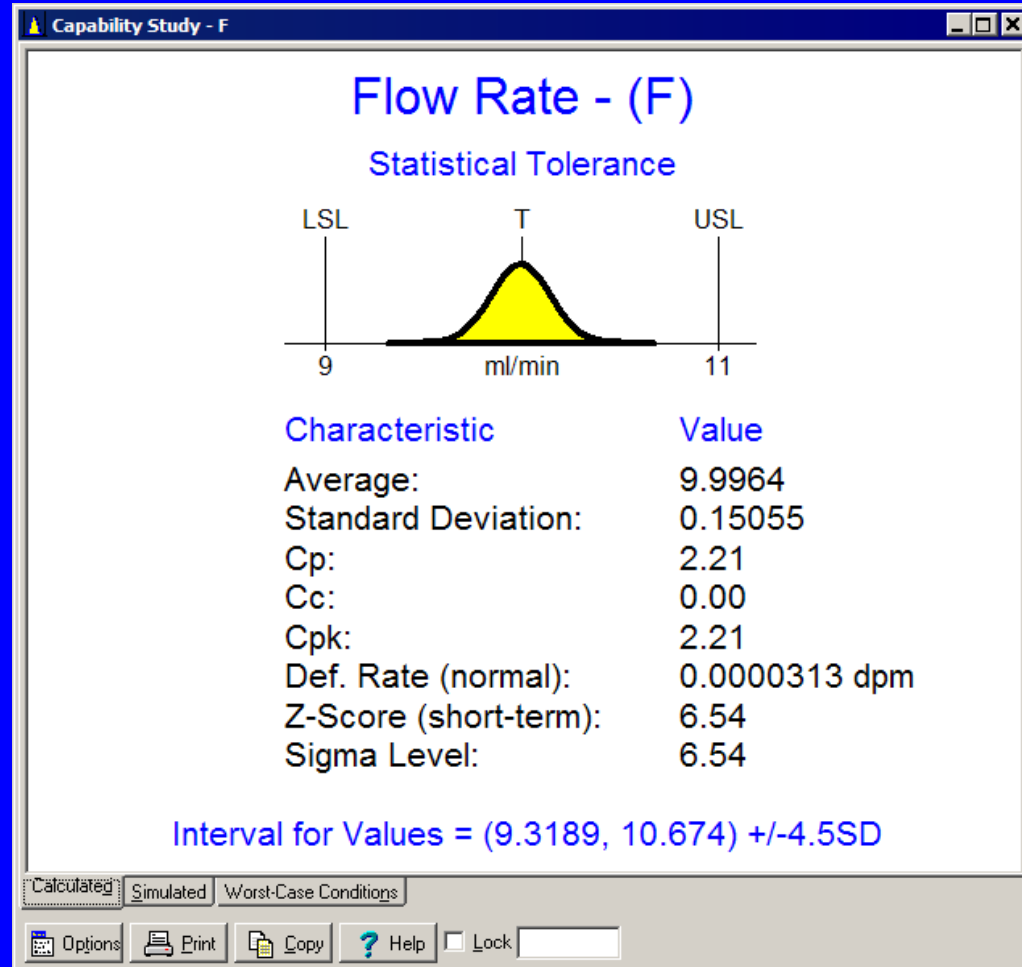 Capability Study - F
Flow Rate - (F)
Statistical Tolerance
LSL T USL
9 ml/min 11
Characteristic Value
Average: 9.9964
Standard Deviation: 0.15055
Cp: 2.21
Cc: 0.00
Cpk: 2.21
Def. Rate (normal): 0.0000313 dpm
Z-Score (short-term): 6.54
Sigma Level: 6.54
Interval for Values = (9.3189, 10.674) +/-4.5SD
Calculated Simulated Worst-Case Conditions
Options Print Copy ? Help Lock